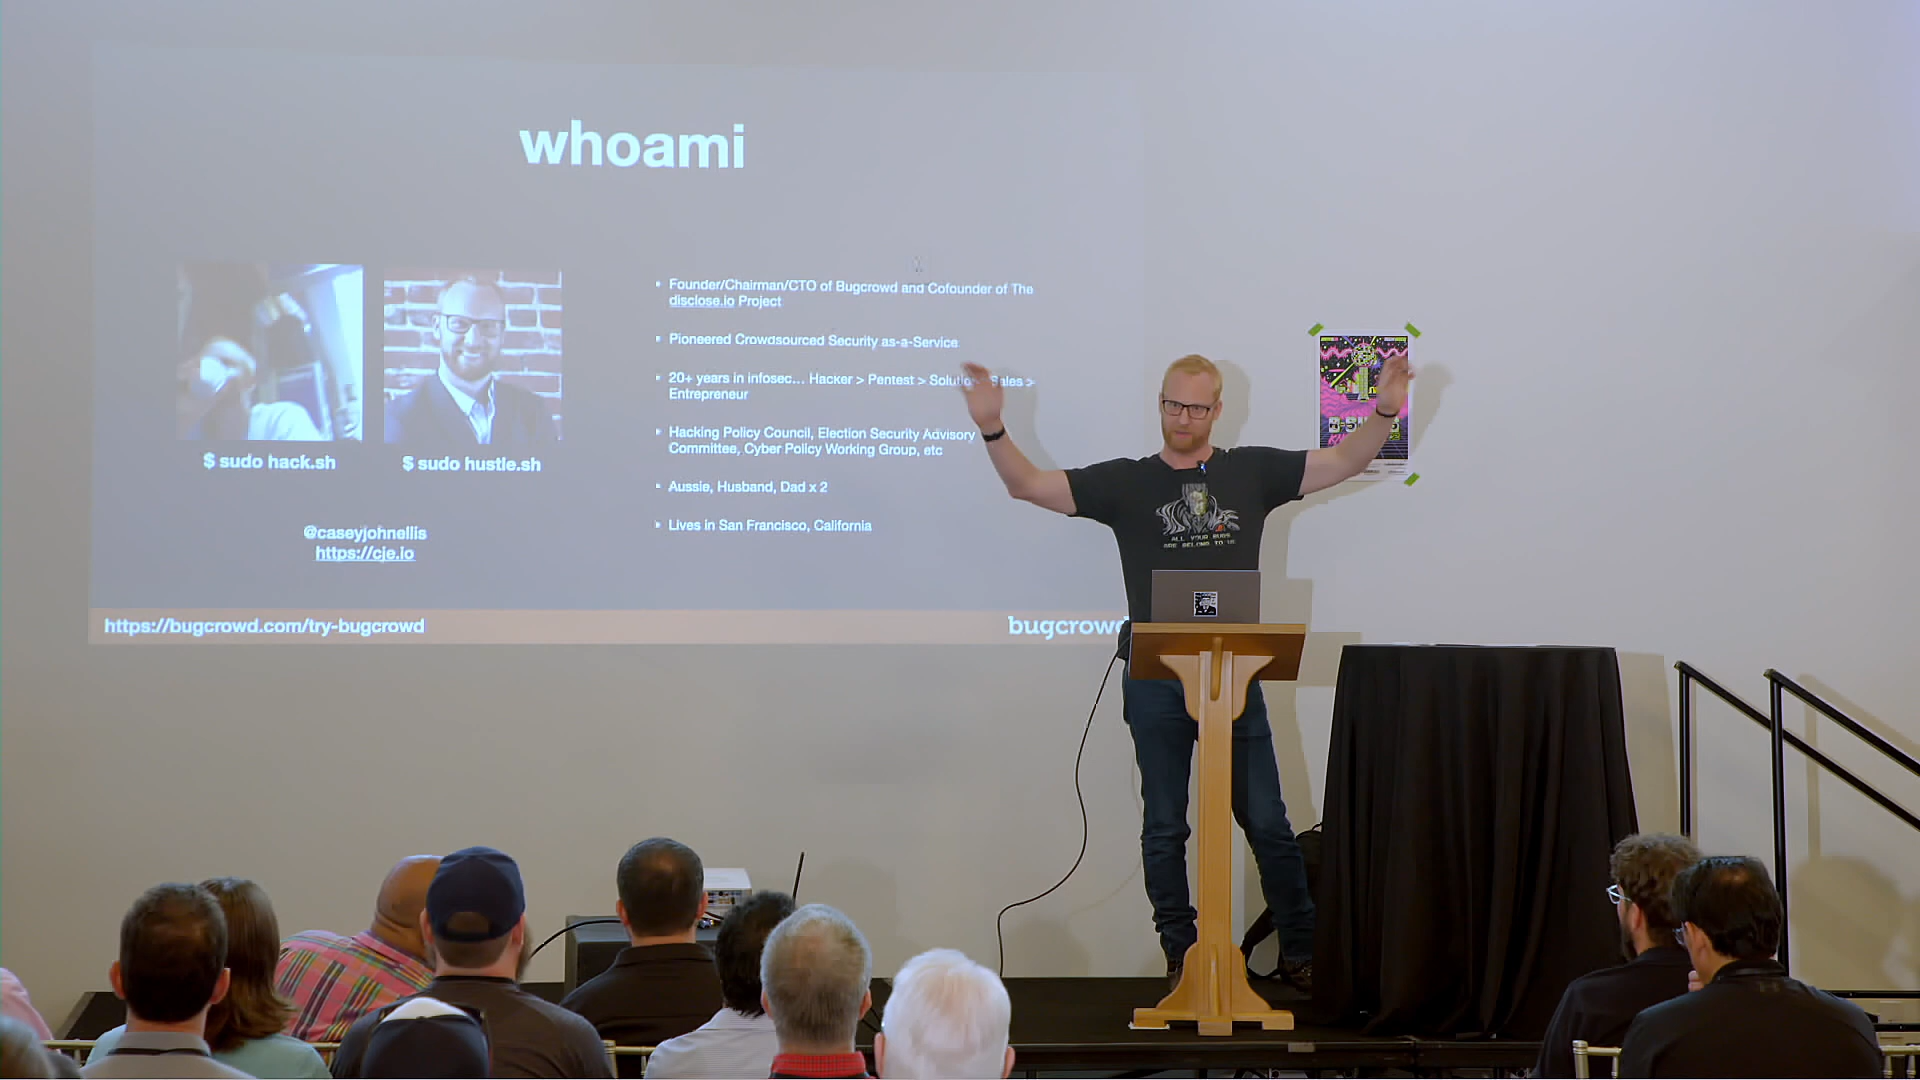 whoami
Founder/Chairman/CTO of Bugcrowd and Cofounder of The
disclose.io Project
Pioneered Crowdsourced Security as-a-Service
20+ years in infosec... Hacker > Pentest > Solution Sales >
Entrepreneur
Hacking Policy Council, Election Security Advisory
Committee, Cyber Policy Working Group, etc
Aussie, Husband, Dad x 2
Lives in San Francisco, California
$ sudo hack.sh
$ sudo hustle.sh
@caseyjohnellis
https://cje.io
https://bugcrowd.com/try-bugcrowd
bugcrowd
ALL YOUR BUGS
ARE BELONG TO US